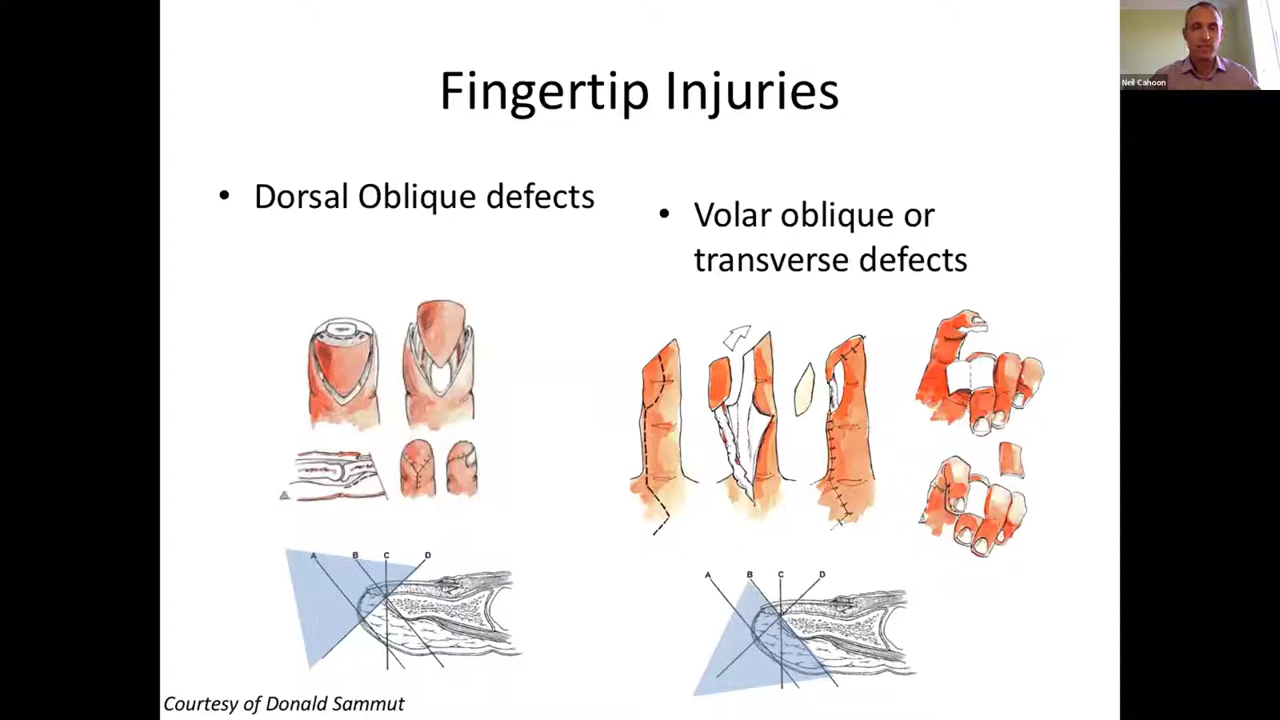 Fingertip Injuries
Neil Cahoon
• Dorsal Oblique defects
• Volar oblique or
transverse defects
A B C D
A B C D
Courtesy of Donald Sammut